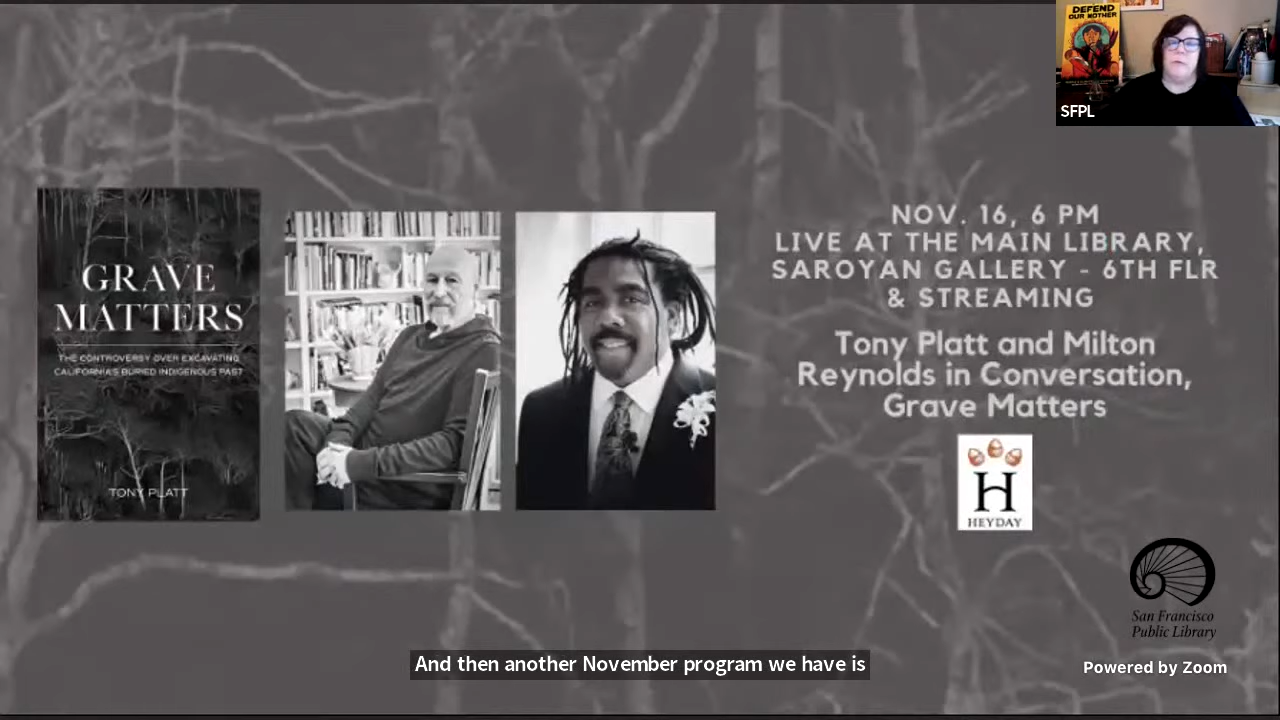 DEFEND
OUR MOTHER
SFPL
GRAVE
MATTERS
THE CONTROVERSY OVER EXCAVATING
CALIFORNIA'S BURIED INDIGENOUS PAST
TONY PLATT
NOV. 16, 6 PM
LIVE AT THE MAIN LIBRARY,
SAROYAN GALLERY - 6TH FLR
& STREAMING
Tony Platt and Milton
Reynolds in Conversation,
Grave Matters
H
HEYDAY
San Francisco
Public Library
And then another November program we have is
Powered by Zoom